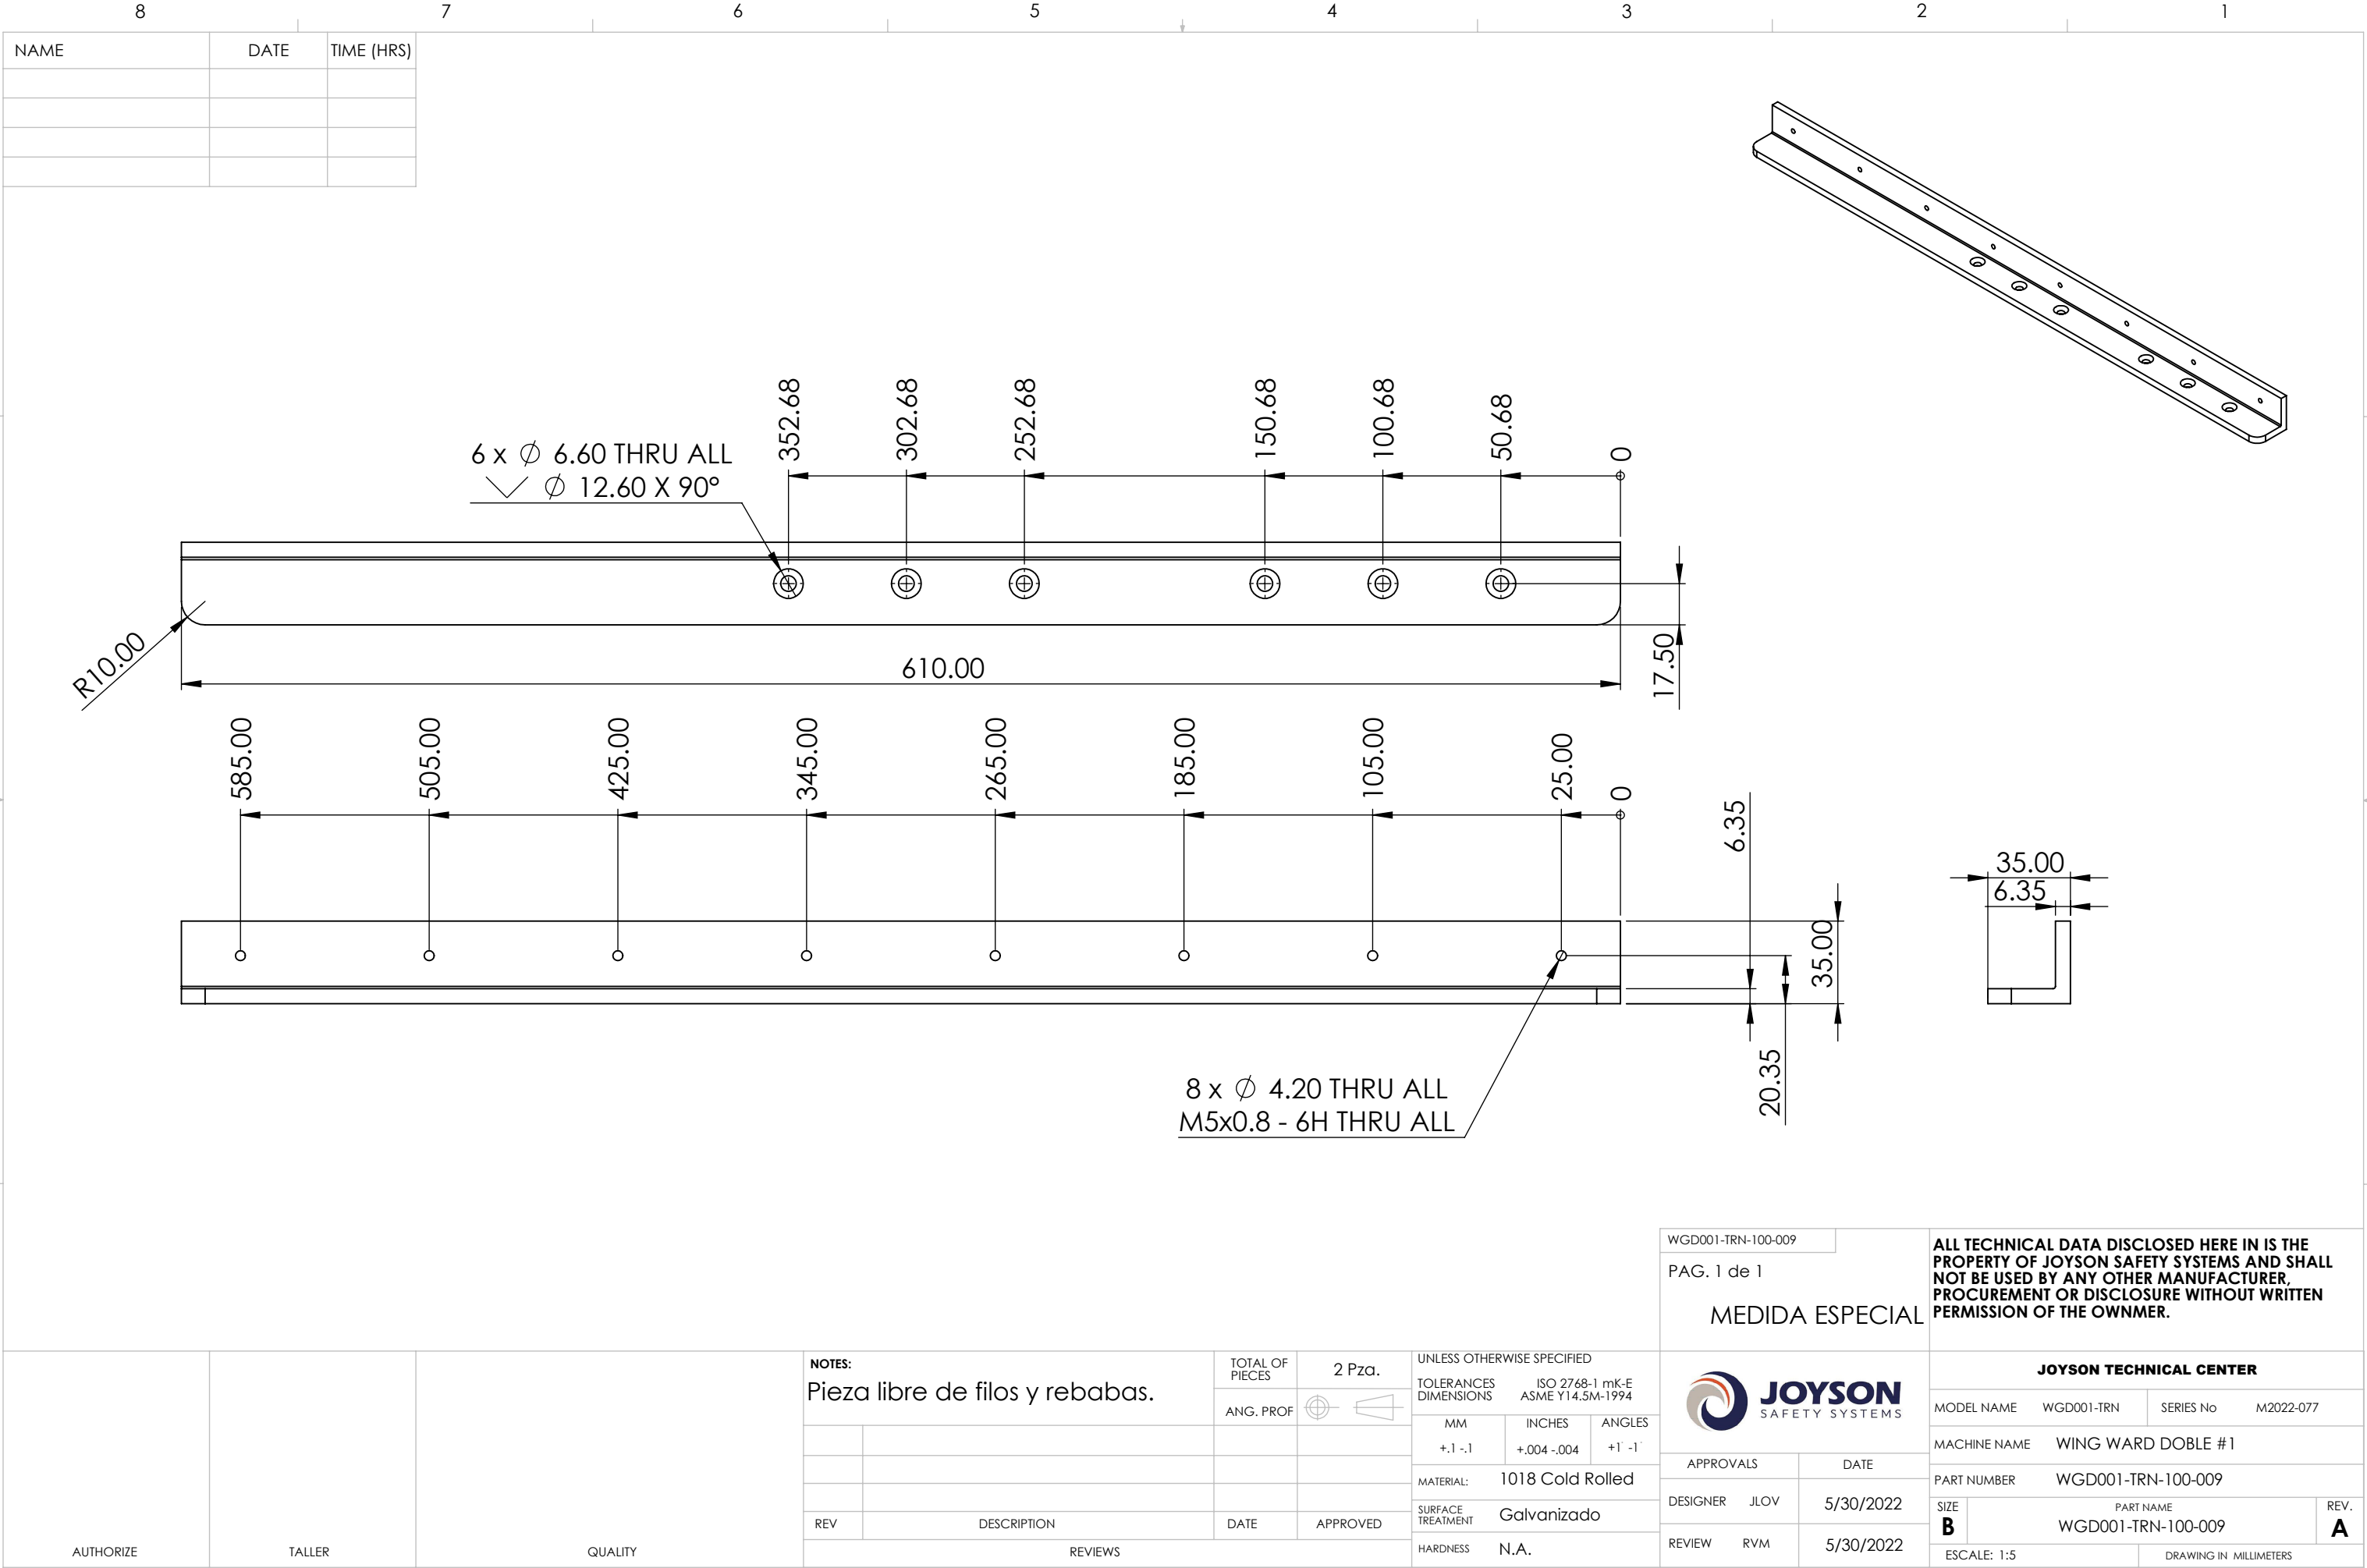 8 7 6 5 4 3 2 1
NAME DATE TIME (HRS)
352.68 302.68 252.68 150.68 100.68 50.68 0
6 x ∅ 6.60 THRU ALL
⌵ ∅ 12.60 X 90°
R10.00
610.00
17.50
585.00 505.00 425.00 345.00 265.00 185.00 105.00 25.00 0
6.35
35.00
20.35
35.00
6.35
8 x ∅ 4.20 THRU ALL
M5x0.8 - 6H THRU ALL
WGD001-TRN-100-009
PAG. 1 de 1
MEDIDA ESPECIAL
ALL TECHNICAL DATA DISCLOSED HERE IN IS THE
PROPERTY OF JOYSON SAFETY SYSTEMS AND SHALL
NOT BE USED BY ANY OTHER MANUFACTURER,
PROCUREMENT OR DISCLOSURE WITHOUT WRITTEN
PERMISSION OF THE OWNMER.
AUTHORIZE TALLER QUALITY
NOTES:
Pieza libre de filos y rebabas.
REV DESCRIPTION DATE APPROVED
REVIEWS
TOTAL OF
PIECES
2 Pza.
ANG. PROF
UNLESS OTHERWISE SPECIFIED
TOLERANCES ISO 2768-1 mK-E
DIMENSIONS ASME Y14.5M-1994
MM INCHES ANGLES
+.1 -.1 +.004 -.004 +1° -1°
MATERIAL: 1018 Cold Rolled
SURFACE
TREATMENT
Galvanizado
HARDNESS N.A.
JOYSON
SAFETY SYSTEMS
APPROVALS DATE
DESIGNER JLOV 5/30/2022
REVIEW RVM 5/30/2022
JOYSON TECHNICAL CENTER
MODEL NAME WGD001-TRN SERIES No M2022-077
MACHINE NAME WING WARD DOBLE #1
PART NUMBER WGD001-TRN-100-009
SIZE PART NAME REV.
B WGD001-TRN-100-009 A
ESCALE: 1:5 DRAWING IN MILLIMETERS